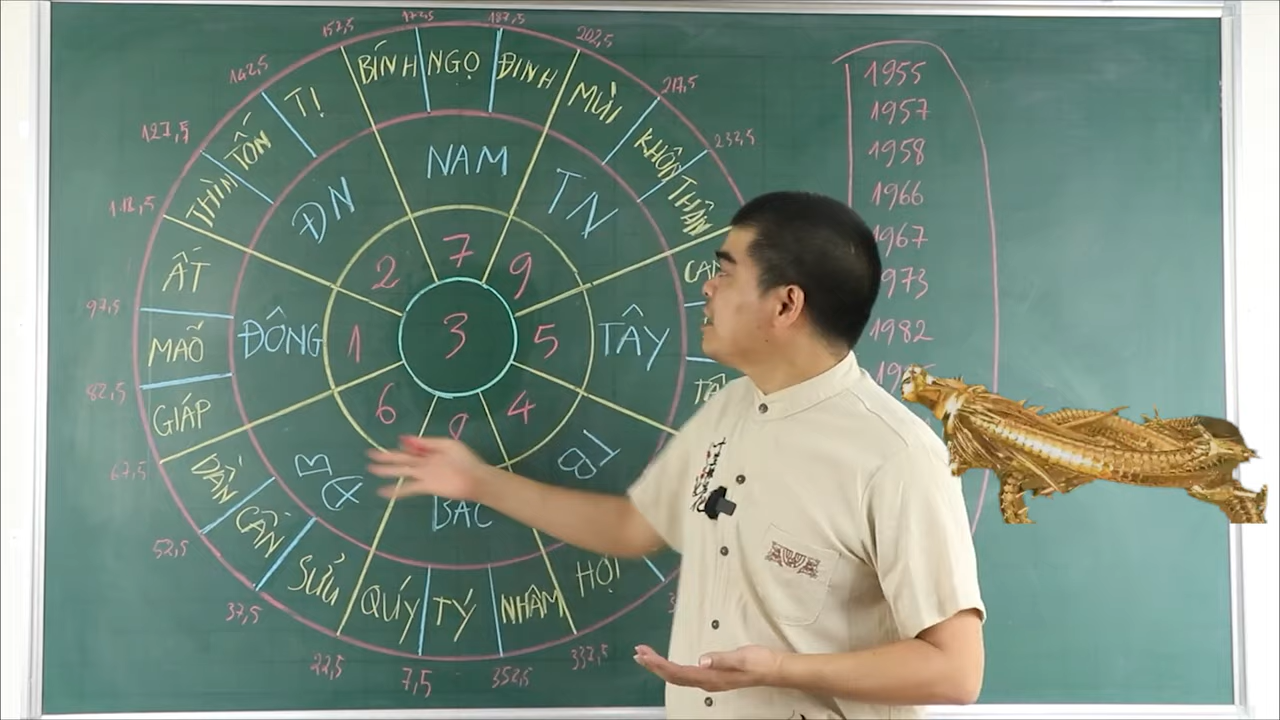 157,5
172,5
187,5
202,5
BÍNH
NGỌ
ĐINH
142,5
TỊ
MÙI
217,5
127,5
TỐN
KHÔN
232,5
THÌN
THÂN
112,5
ĐN
NAM
TN
ẤT
CAN
2
7
9
97,5
MÃO
ĐÔNG
1
3
5
TÂY
82,5
GIÁP
6
8
4
67,5
DẦN
ĐB
BẮC
TB
52,5
CẤN
SỬU
QUÝ
TÝ
NHÂM
HỢI
37,5
22,5
7,5
352,5
337,5
1955
1957
1958
1966
1967
973
1982